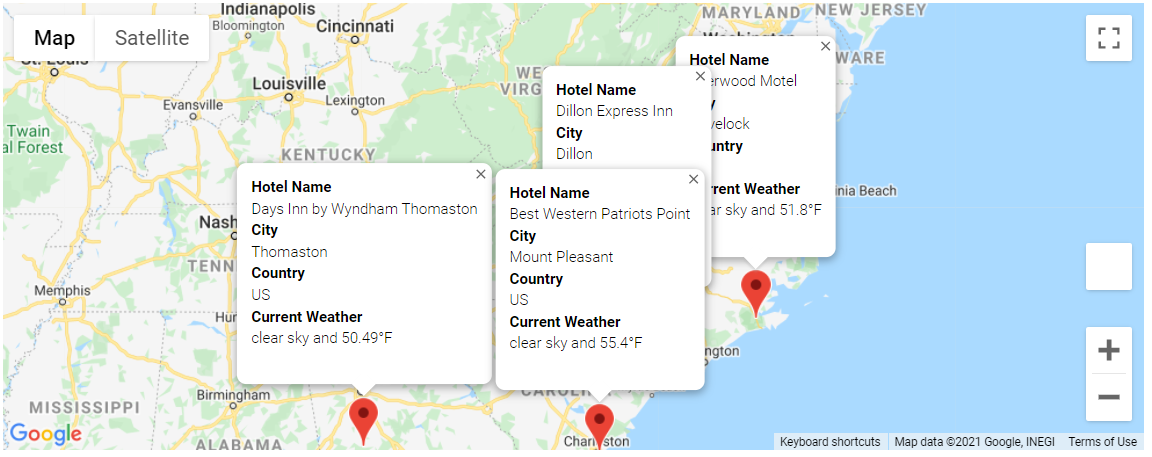 Map
Satellite
Indianapolis
Bloomington
Cincinnati
MARYLAND
NEW JERSEY
Washington
St. Louis
Louisville
Evansville
Lexington
KENTUCKY
Twain
al Forest
WE
VIRG
WARE
inia Beach
Nash
TENN
Memphis
Hun
Birmingham
MISSISSIPPI
ALABAMA
CAROLIN
ngton
Hotel Name
erwood Motel
y
velock
untry
rrent Weather
ar sky and 51.8°F
Hotel Name
Dillon Express Inn
City
Dillon
Hotel Name
Days Inn by Wyndham Thomaston
City
Thomaston
Country
US
Current Weather
clear sky and 50.49°F
Hotel Name
Best Western Patriots Point
City
Mount Pleasant
Country
US
Current Weather
clear sky and 55.4°F
Google
Keyboard shortcuts
Map data ©2021 Google, INEGI
Terms of Use